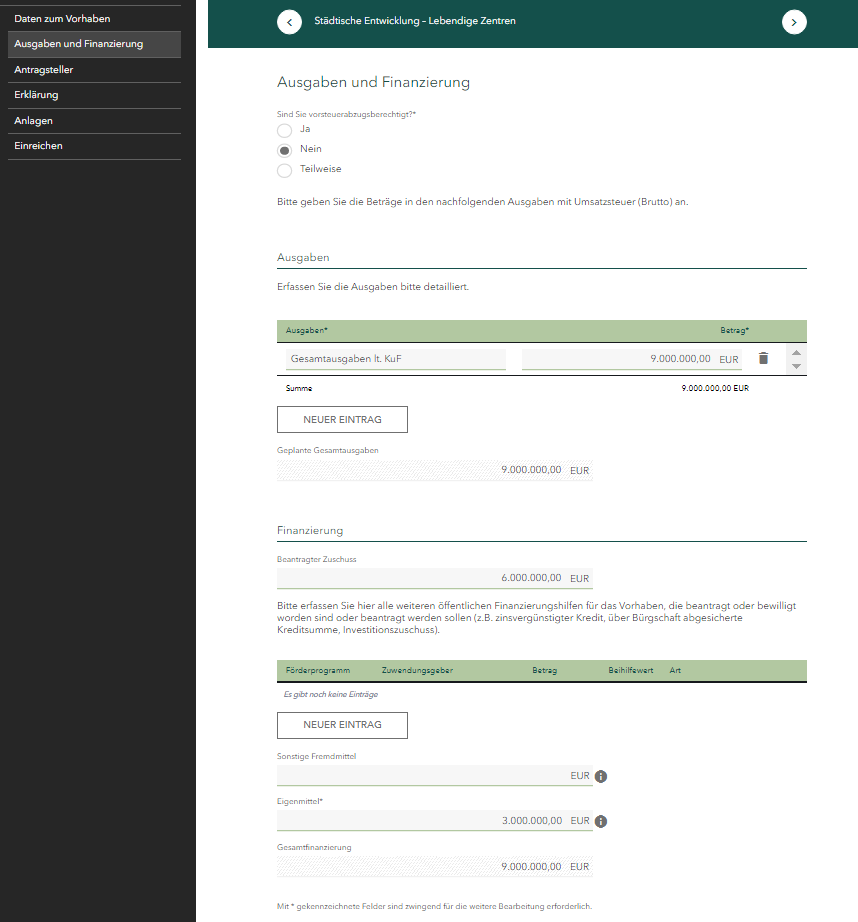 Daten zum Vorhaben
Ausgaben und Finanzierung
Antragsteller
Erklärung
Anlagen
Einreichen
Städtische Entwicklung – Lebendige Zentren
Ausgaben und Finanzierung
Sind Sie vorsteuerabzugsberechtigt?*
Ja
Nein
Teilweise
Bitte geben Sie die Beträge in den nachfolgenden Ausgaben mit Umsatzsteuer (Brutto) an.
Ausgaben
Erfassen Sie die Ausgaben bitte detailliert.
Ausgaben* Betrag*
Gesamtausgaben lt. KuF 9.000.000,00 EUR
Summe 9.000.000,00 EUR
NEUER EINTRAG
Geplante Gesamtausgaben
9.000.000,00 EUR
Finanzierung
Beantragter Zuschuss
6.000.000,00 EUR
Bitte erfassen Sie hier alle weiteren öffentlichen Finanzierungshilfen für das Vorhaben, die beantragt oder bewilligt
worden sind oder beantragt werden sollen (z.B. zinsvergünstigter Kredit, über Bürgschaft abgesicherte
Kreditsumme, Investitionszuschuss).
Förderprogramm Zuwendungsgeber Betrag Beihilfewert Art
Es gibt noch keine Einträge
NEUER EINTRAG
Sonstige Fremdmittel
EUR
Eigenmittel*
3.000.000,00 EUR
Gesamtfinanzierung
9.000.000,00 EUR
Mit * gekennzeichnete Felder sind zwingend für die weitere Bearbeitung erforderlich.